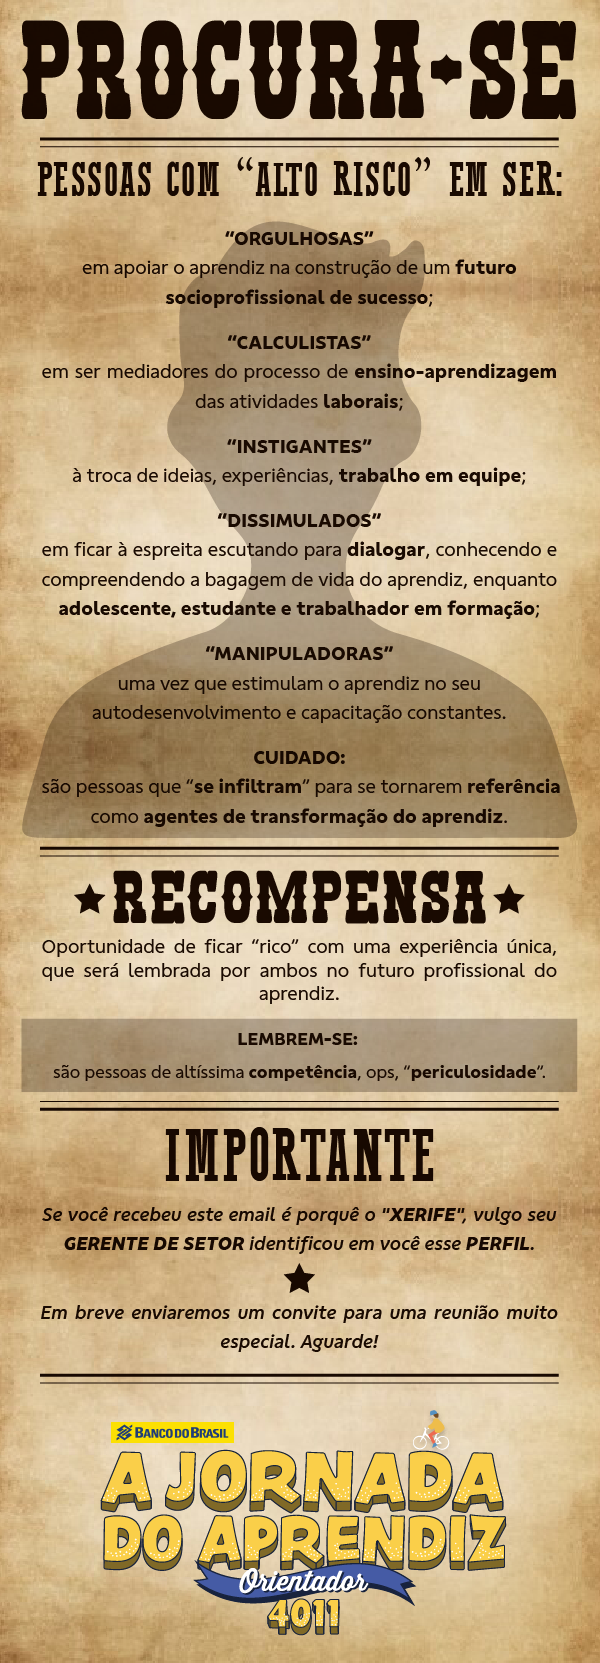 PROCURA-SE
PESSOAS COM “ALTO RISCO” EM SER:
“ORGULHOSAS”
em apoiar o aprendiz na construção de um futuro
socioprofissional de sucesso;
“CALCULISTAS”
em ser mediadores do processo de ensino-aprendizagem
das atividades laborais;
“INSTIGANTES”
à troca de ideias, experiências, trabalho em equipe;
“DISSIMULADOS”
em ficar à espreita escutando para dialogar, conhecendo e
compreendendo a bagagem de vida do aprendiz, enquanto
adolescente, estudante e trabalhador em formação;
“MANIPULADORAS”
uma vez que estimulam o aprendiz no seu
autodesenvolvimento e capacitação constantes.
CUIDADO:
são pessoas que “se infiltram” para se tornarem referência
como agentes de transformação do aprendiz.
RECOMPENSA
Oportunidade de ficar “rico” com uma experiência única,
que será lembrada por ambos no futuro profissional do
aprendiz.
LEMBREM-SE:
são pessoas de altíssima competência, ops, “periculosidade”.
IMPORTANTE
Se você recebeu este email é porquê o "XERIFE", vulgo seu
GERENTE DE SETOR identificou em você esse PERFIL.
Em breve enviaremos um convite para uma reunião muito
especial. Aguarde!
BANCO DO BRASIL
A JORNADA
DO APRENDIZ
Orientador
4011